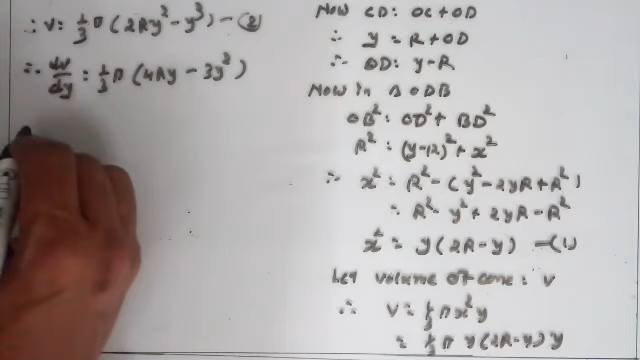 ∴ V = 1/3 π (2Ry² - y³) - (2)
∴ dv/dy = 1/3 π (4Ry - 3y²)
Now CD = OC + OD
∴ y = R + OD
∴ OD = y - R
Now in Δ ODB
OB² = OD² + BD²
R² = (y-R)² + x²
∴ x² = R² - (y² - 2yR + R²)
= R² - y² + 2yR - R²
x² = y(2R - y) - (1)
Let volume of cone = V
∴ V = 1/3 π x² y
= 1/3 π y(2R-y) y